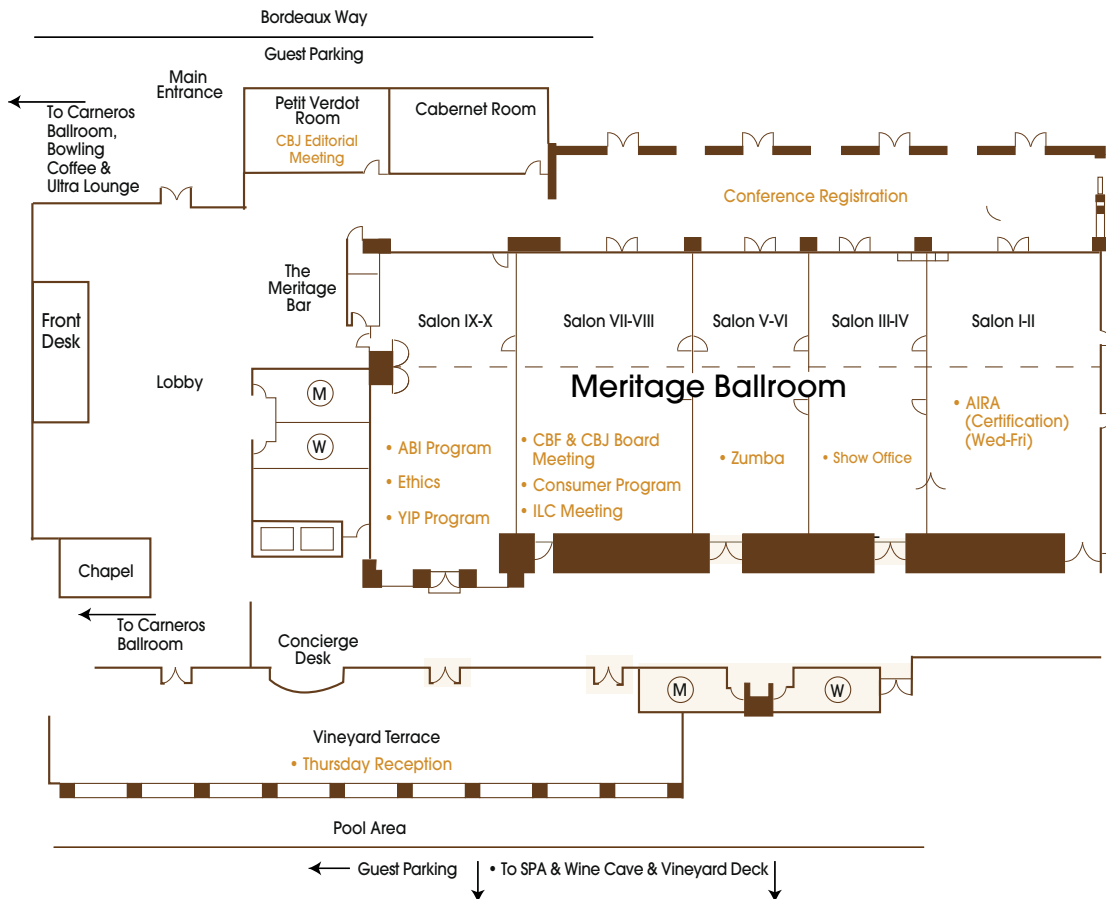 Bordeaux Way
Guest Parking
Main
Entrance
To Carneros
Ballroom,
Bowling
Coffee &
Ultra Lounge
Petit Verdot
Room
CBJ Editorial
Meeting
Cabernet Room
Conference Registration
The
Meritage
Bar
Front
Desk
Lobby
Salon IX-X
Salon VII-VIII
Salon V-VI
Salon III-IV
Salon I-II
Meritage Ballroom
M
W
• ABI Program
• Ethics
• YIP Program
• CBF & CBJ Board
Meeting
• Consumer Program
• ILC Meeting
• Zumba
• Show Office
• AIRA
(Certification)
(Wed-Fri)
Chapel
To Carneros
Ballroom
Concierge
Desk
M
W
Vineyard Terrace
• Thursday Reception
Pool Area
Guest Parking
• To SPA & Wine Cave & Vineyard Deck